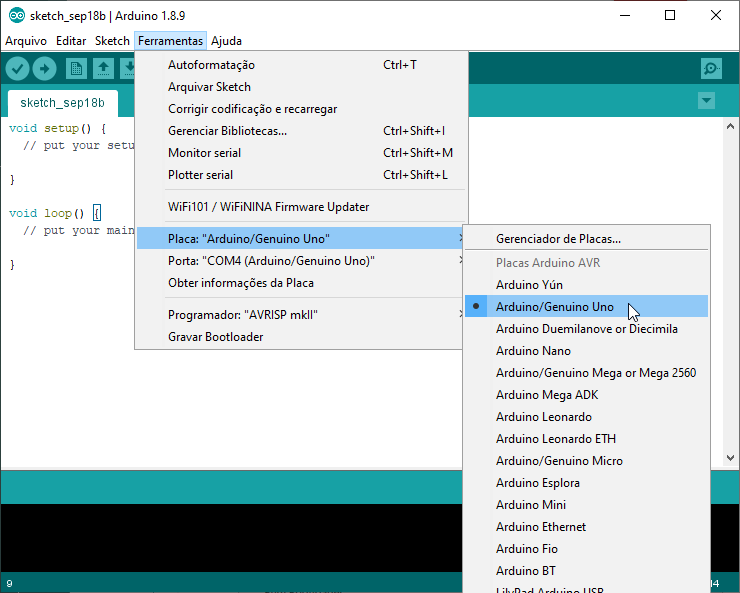 sketch_sep18b | Arduino 1.8.9
Arquivo Editar Sketch Ferramentas Ajuda
Autoformatação Ctrl+T
Arquivar Sketch
Corrigir codificação e recarregar
Gerenciar Bibliotecas... Ctrl+Shift+I
Monitor serial Ctrl+Shift+M
Plotter serial Ctrl+Shift+L
WiFi101 / WiFiNINA Firmware Updater
Placa: "Arduino/Genuino Uno"
Porta: "COM4 (Arduino/Genuino Uno)"
Obter informações da Placa
Programador: "AVRISP mkII"
Gravar Bootloader
sketch_sep18b
void setup() {
// put your setu
}
void loop() {
// put your main
}
Gerenciador de Placas...
Placas Arduino AVR
Arduino Yún
Arduino/Genuino Uno
Arduino Duemilanove or Diecimila
Arduino Nano
Arduino/Genuino Mega or Mega 2560
Arduino Mega ADK
Arduino Leonardo
Arduino Leonardo ETH
Arduino/Genuino Micro
Arduino Esplora
Arduino Mini
Arduino Ethernet
Arduino Fio
Arduino BT
LilyPad Arduino USB
9